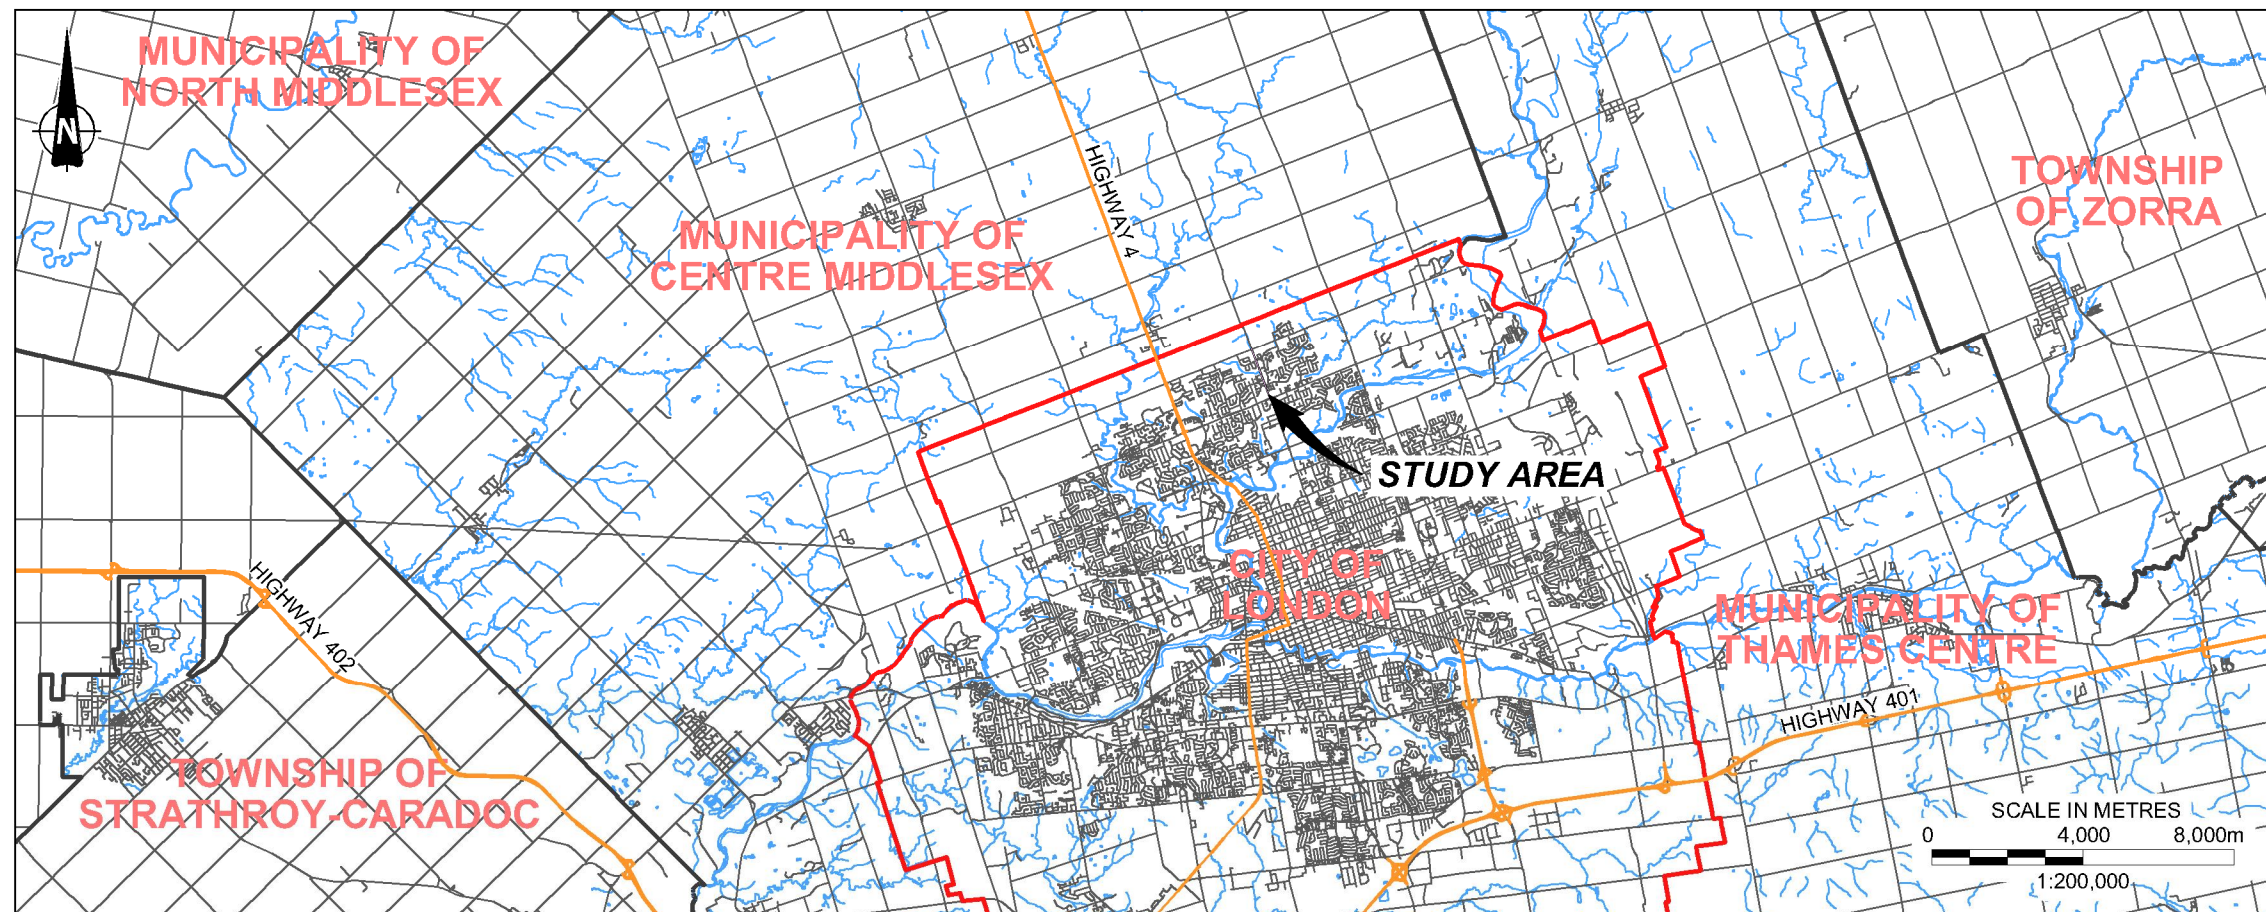 MUNICIPALITY OF
NORTH MIDDLESEX
N
HIGHWAY 4
TOWNSHIP
OF ZORRA
MUNICIPALITY OF
CENTRE MIDDLESEX
STUDY AREA
CITY OF
LONDON
HIGHWAY 402
MUNICIPALITY OF
THAMES CENTRE
HIGHWAY 401
TOWNSHIP OF
STRATHROY-CARADOC
SCALE IN METRES
0 4,000 8,000m
1:200,000